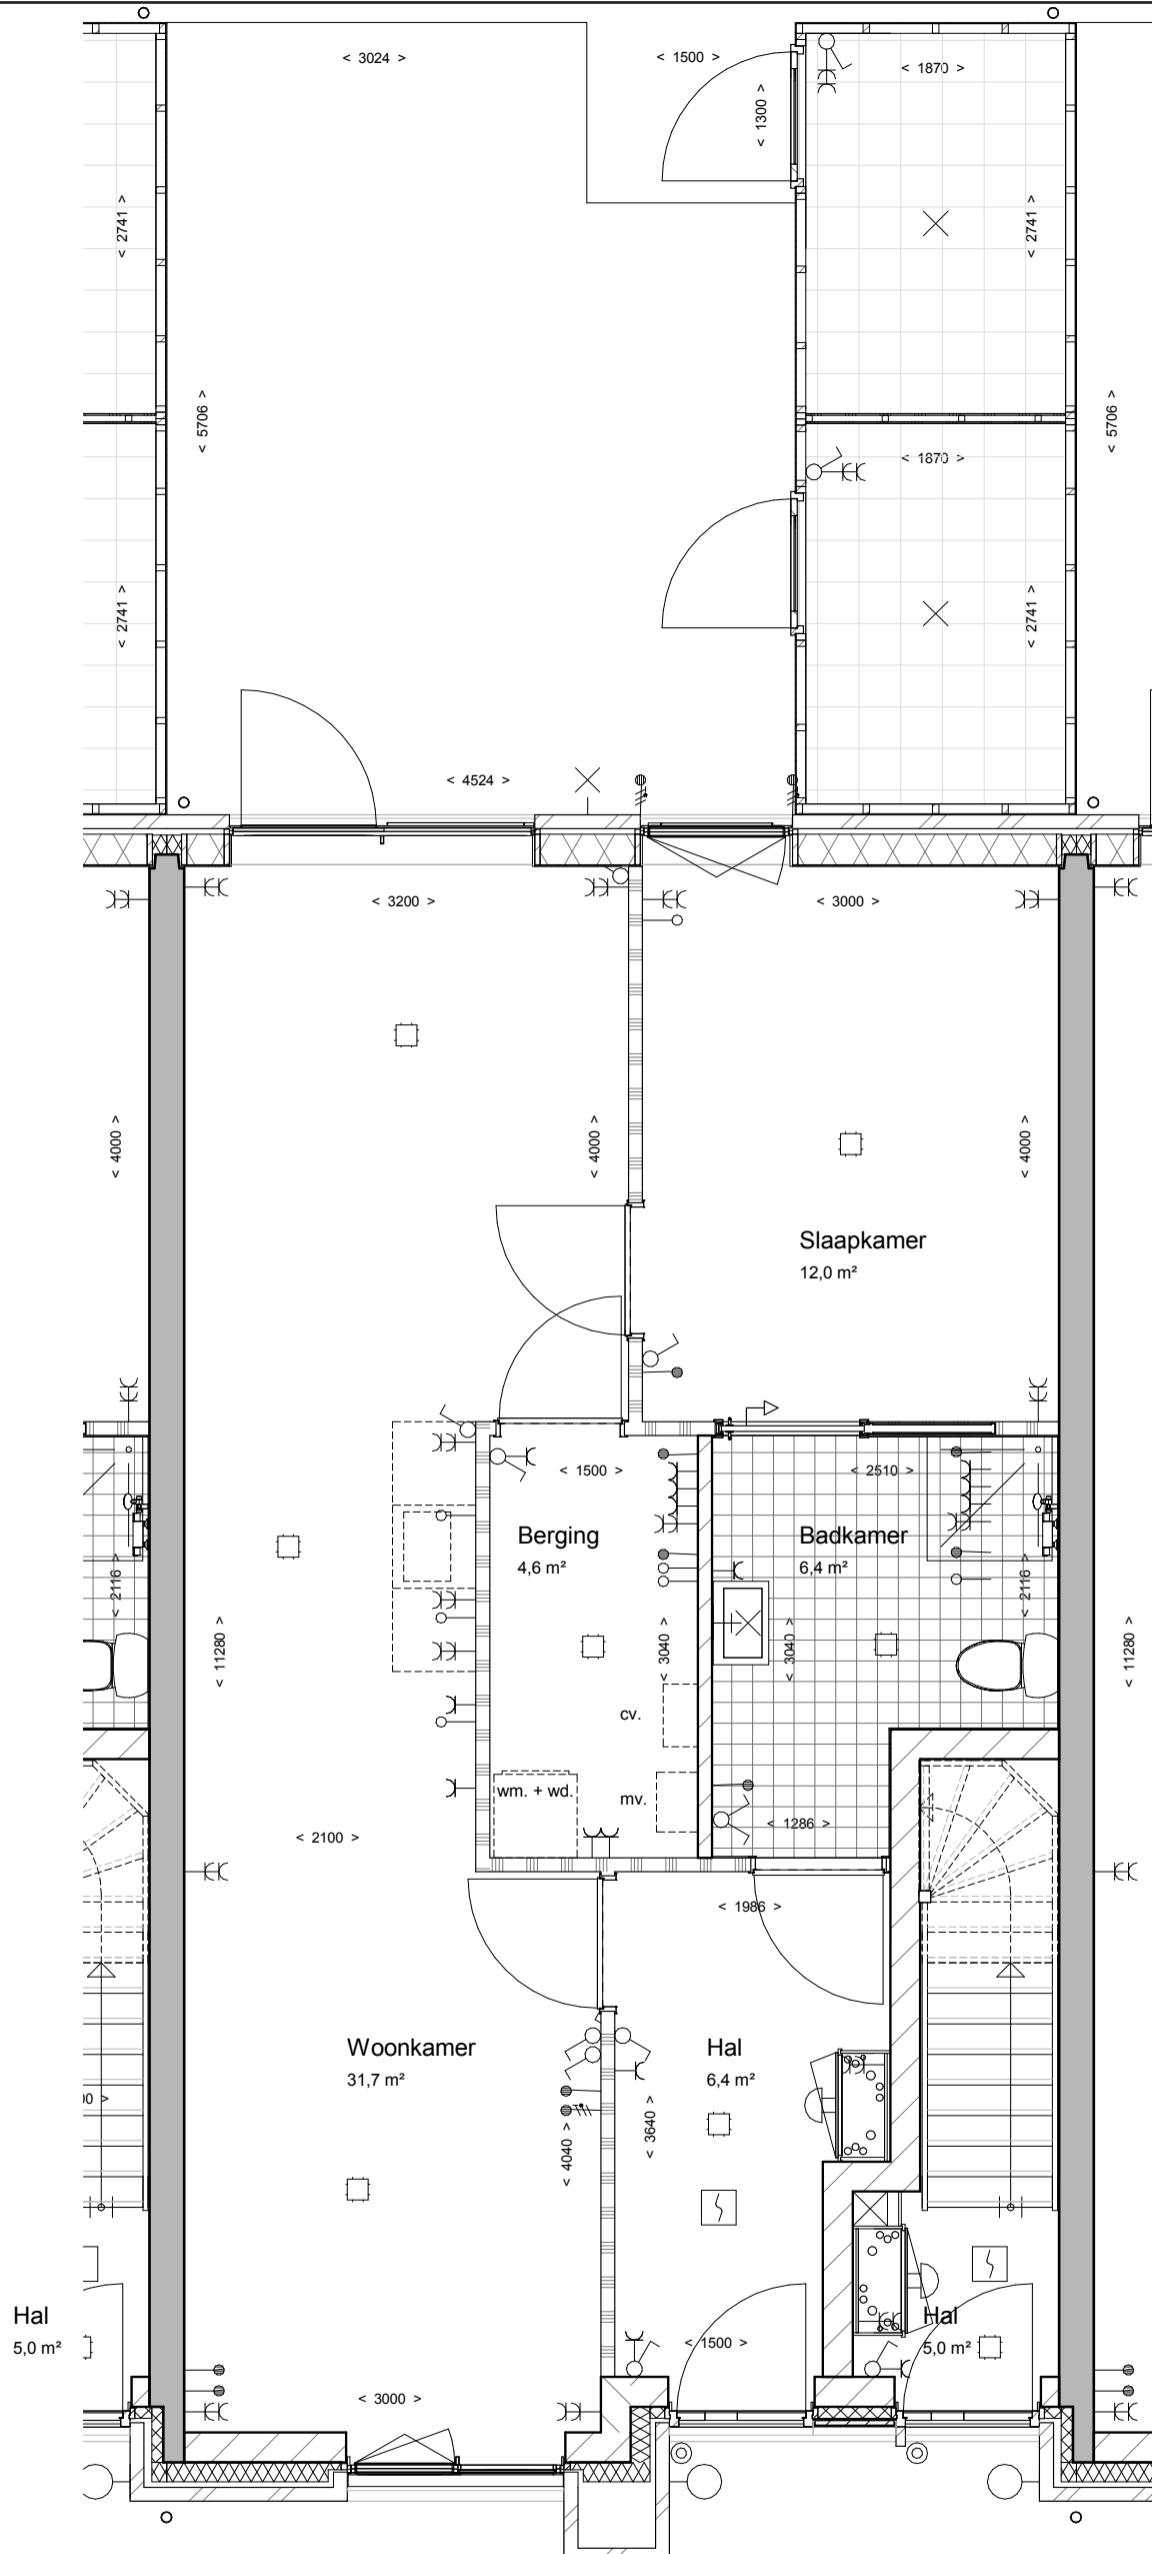 < 3024 >
< 1500 >
< 1870 >
< 1300 >
< 2741 >
< 2741 >
< 5706 >
< 5706 >
< 1870 >
< 2741 >
< 2741 >
< 4524 >
< 3200 >
< 3000 >
< 4000 >
< 4000 >
< 4000 >
Slaapkamer
12,0 m²
< 1500 >
< 2510 >
Berging
4,6 m²
Badkamer
6,4 m²
< 2116 >
< 2116 >
< 11280 >
< 3040 >
< 3040 >
< 11280 >
cv.
wm. + wd.
mv.
< 2100 >
< 1286 >
< 1986 >
Woonkamer
31,7 m²
Hal
6,4 m²
00 >
< 4040 >
< 3640 >
Hal
5,0 m²
Hal
5,0 m²
< 1500 >
< 3000 >